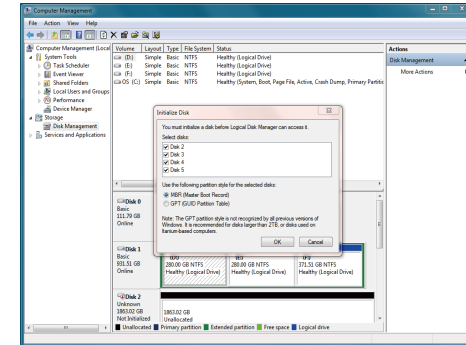 Computer Management
File Action View Help
Computer Management (Local
System Tools
Task Scheduler
Event Viewer
Shared Folders
Local Users and Groups
Performance
Device Manager
Storage
Disk Management
Services and Applications
Volume Layout Type File System Status
(D:) Simple Basic NTFS Healthy (Logical Drive)
(E:) Simple Basic NTFS Healthy (Logical Drive)
(F:) Simple Basic NTFS Healthy (Logical Drive)
OS (C:) Simple Basic NTFS Healthy (System, Boot, Page File, Active, Crash Dump, Primary Partitic
Actions
Disk Management
More Actions
Initialize Disk
You must initialize a disk before Logical Disk Manager can access it.
Select disks:
Disk 2
Disk 3
Disk 4
Disk 5
Use the following partition style for the selected disks:
MBR (Master Boot Record)
GPT (GUID Partition Table)
Note: The GPT partition style is not recognized by all previous versions of
Windows. It is recommended for disks larger than 2TB, or disks used on
Itanium-based computers.
OK Cancel
Disk 0
Basic
111.79 GB
Online
Disk 1
Basic
931.51 GB
Online
280.00 GB NTFS
Healthy (Logical Drive)
280.00 GB NTFS
Healthy (Logical Drive)
371.51 GB NTFS
Healthy (Logical Drive)
Disk 2
Unknown
1863.02 GB
Not Initialized
1863.02 GB
Unallocated
Unallocated Primary partition Extended partition Free space Logical drive